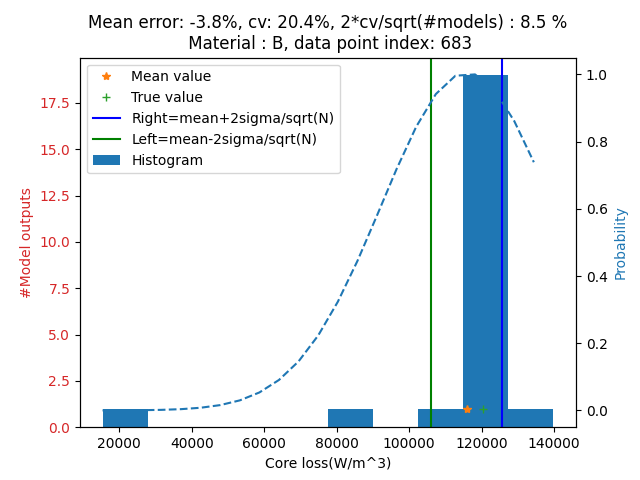 Mean error: -3.8%, cv: 20.4%, 2*cv/sqrt(#models) : 8.5 %
Material : B, data point index: 683
Mean value
True value
Right=mean+2sigma/sqrt(N)
Left=mean-2sigma/sqrt(N)
Histogram
17.5
15.0
12.5
10.0
7.5
5.0
2.5
0.0
#Model outputs
1.0
0.8
0.6
0.4
0.2
0.0
Probability
20000 40000 60000 80000 100000 120000 140000
Core loss(W/m^3)